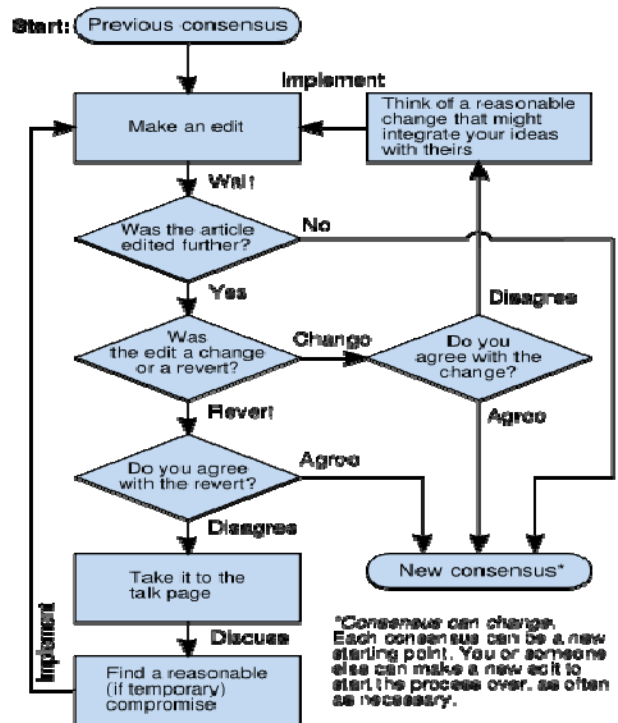 Start:
Previous consensus
Implement
Make an edit
Think of a reasonable
change that might
integrate your ideas
with theirs
Wait
Was the article
edited further?
No
Yes
Disagree
Was
the edit a change
or a revert?
Change
Do you
agree with the
change?
Revert
Agree
Do you agree
with the revert?
Agree
Disagree
New consensus*
Take it to the
talk page
Discuss
Implement
Find a reasonable
(if temporary)
compromise
*Consensus can change.
Each consensus can be a new
starting point. You or someone
else can make a new edit to
start the process over, as often
as necessary.